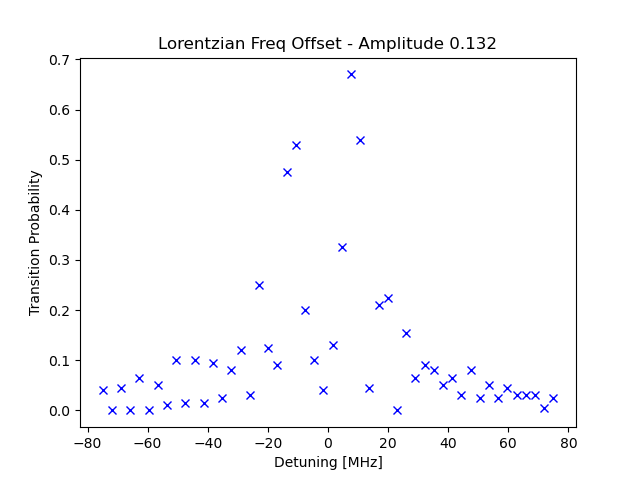 Lorentzian Freq Offset - Amplitude 0.132
0.7
0.6
0.5
0.4
0.3
0.2
0.1
0.0
Transition Probability
−80 −60 −40 −20 0 20 40 60 80
Detuning [MHz]